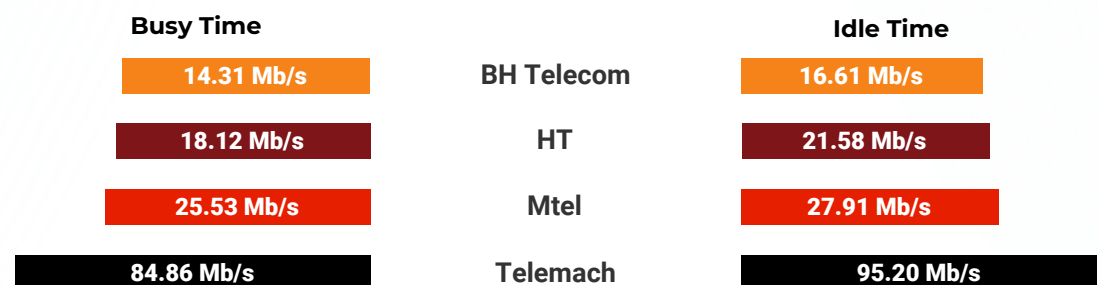 Busy Time Idle Time
14.31 Mb/s BH Telecom 16.61 Mb/s
18.12 Mb/s HT 21.58 Mb/s
25.53 Mb/s Mtel 27.91 Mb/s
84.86 Mb/s Telemach 95.20 Mb/s